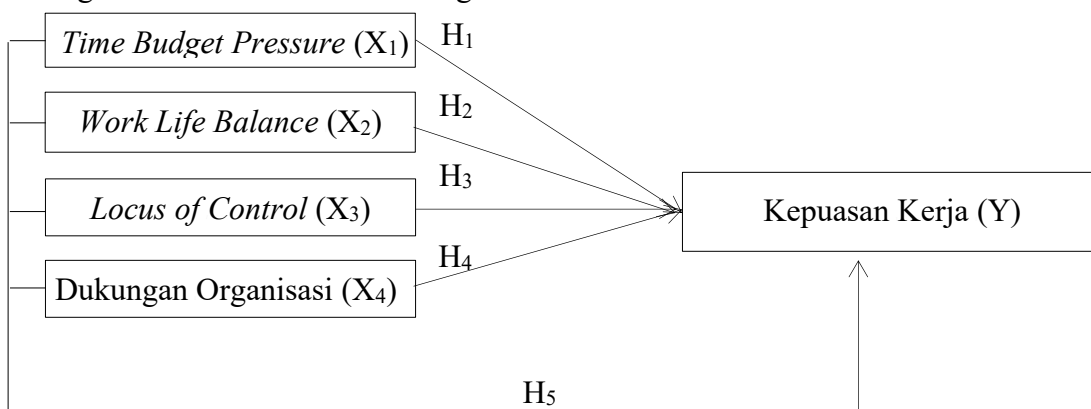 Time Budget Pressure (X₁)
H₁
Work Life Balance (X₂)
H₂
Locus of Control (X₃)
H₃
Kepuasan Kerja (Y)
Dukungan Organisasi (X₄)
H₄
H₅